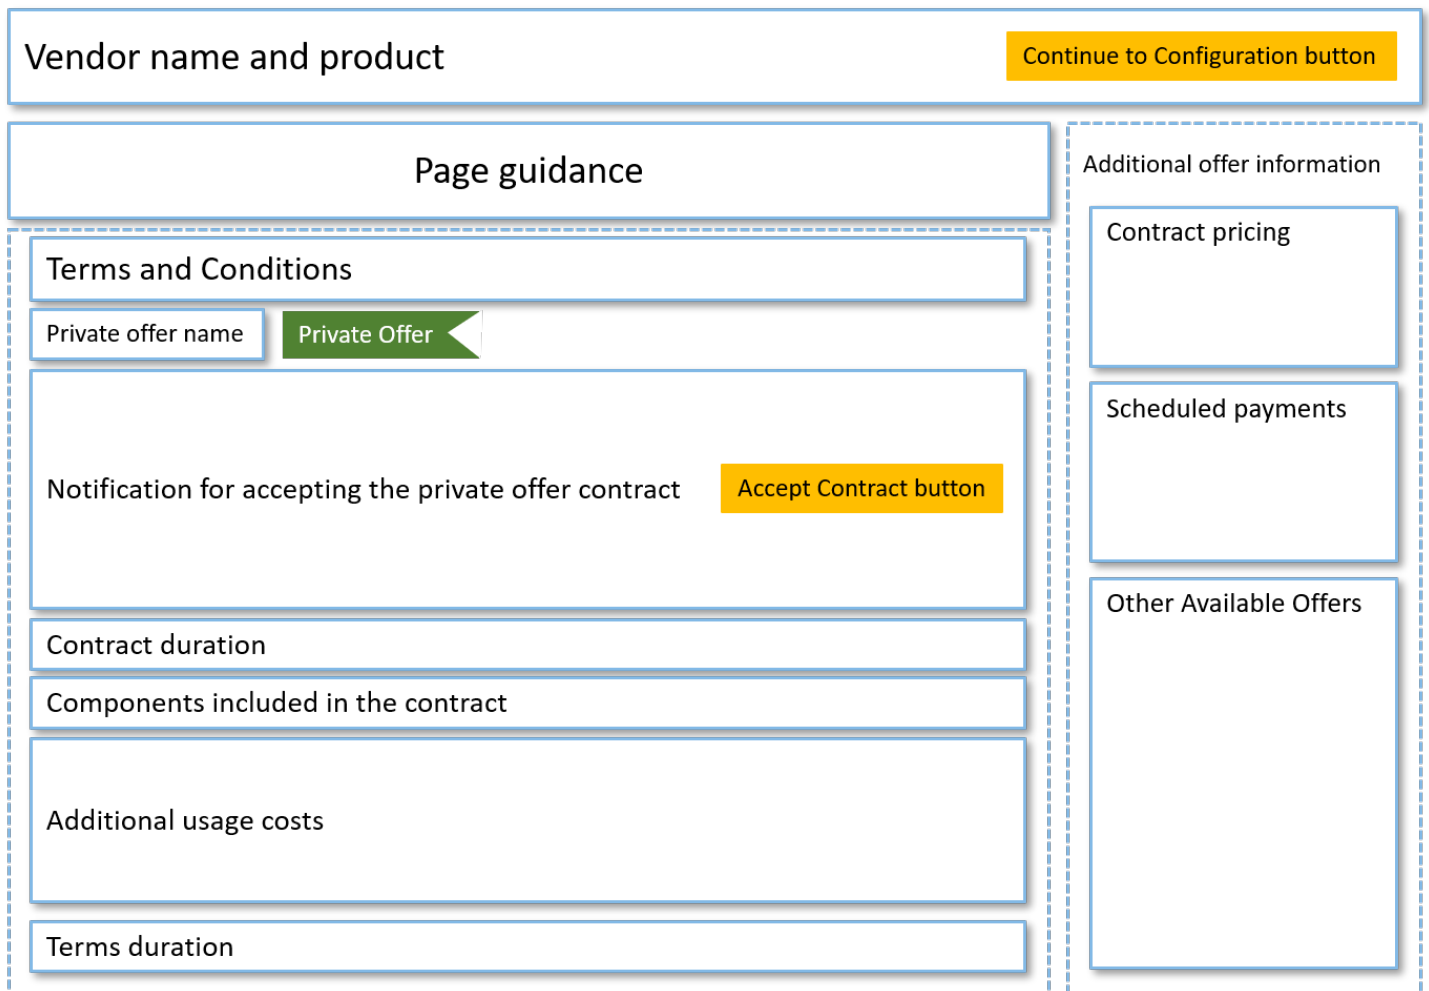 Vendor name and product
Continue to Configuration button
Page guidance
Terms and Conditions
Private offer name
Private Offer
Notification for accepting the private offer contract
Accept Contract button
Contract duration
Components included in the contract
Additional usage costs
Terms duration
Additional offer information
Contract pricing
Scheduled payments
Other Available Offers